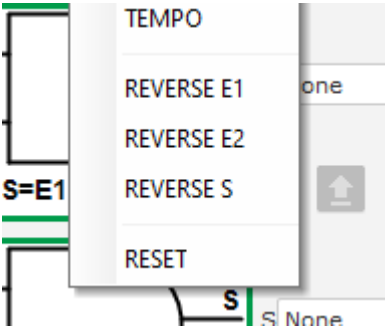 TEMPO
REVERSE E1
one
REVERSE E2
S=E1
REVERSE S
RESET
S
S None